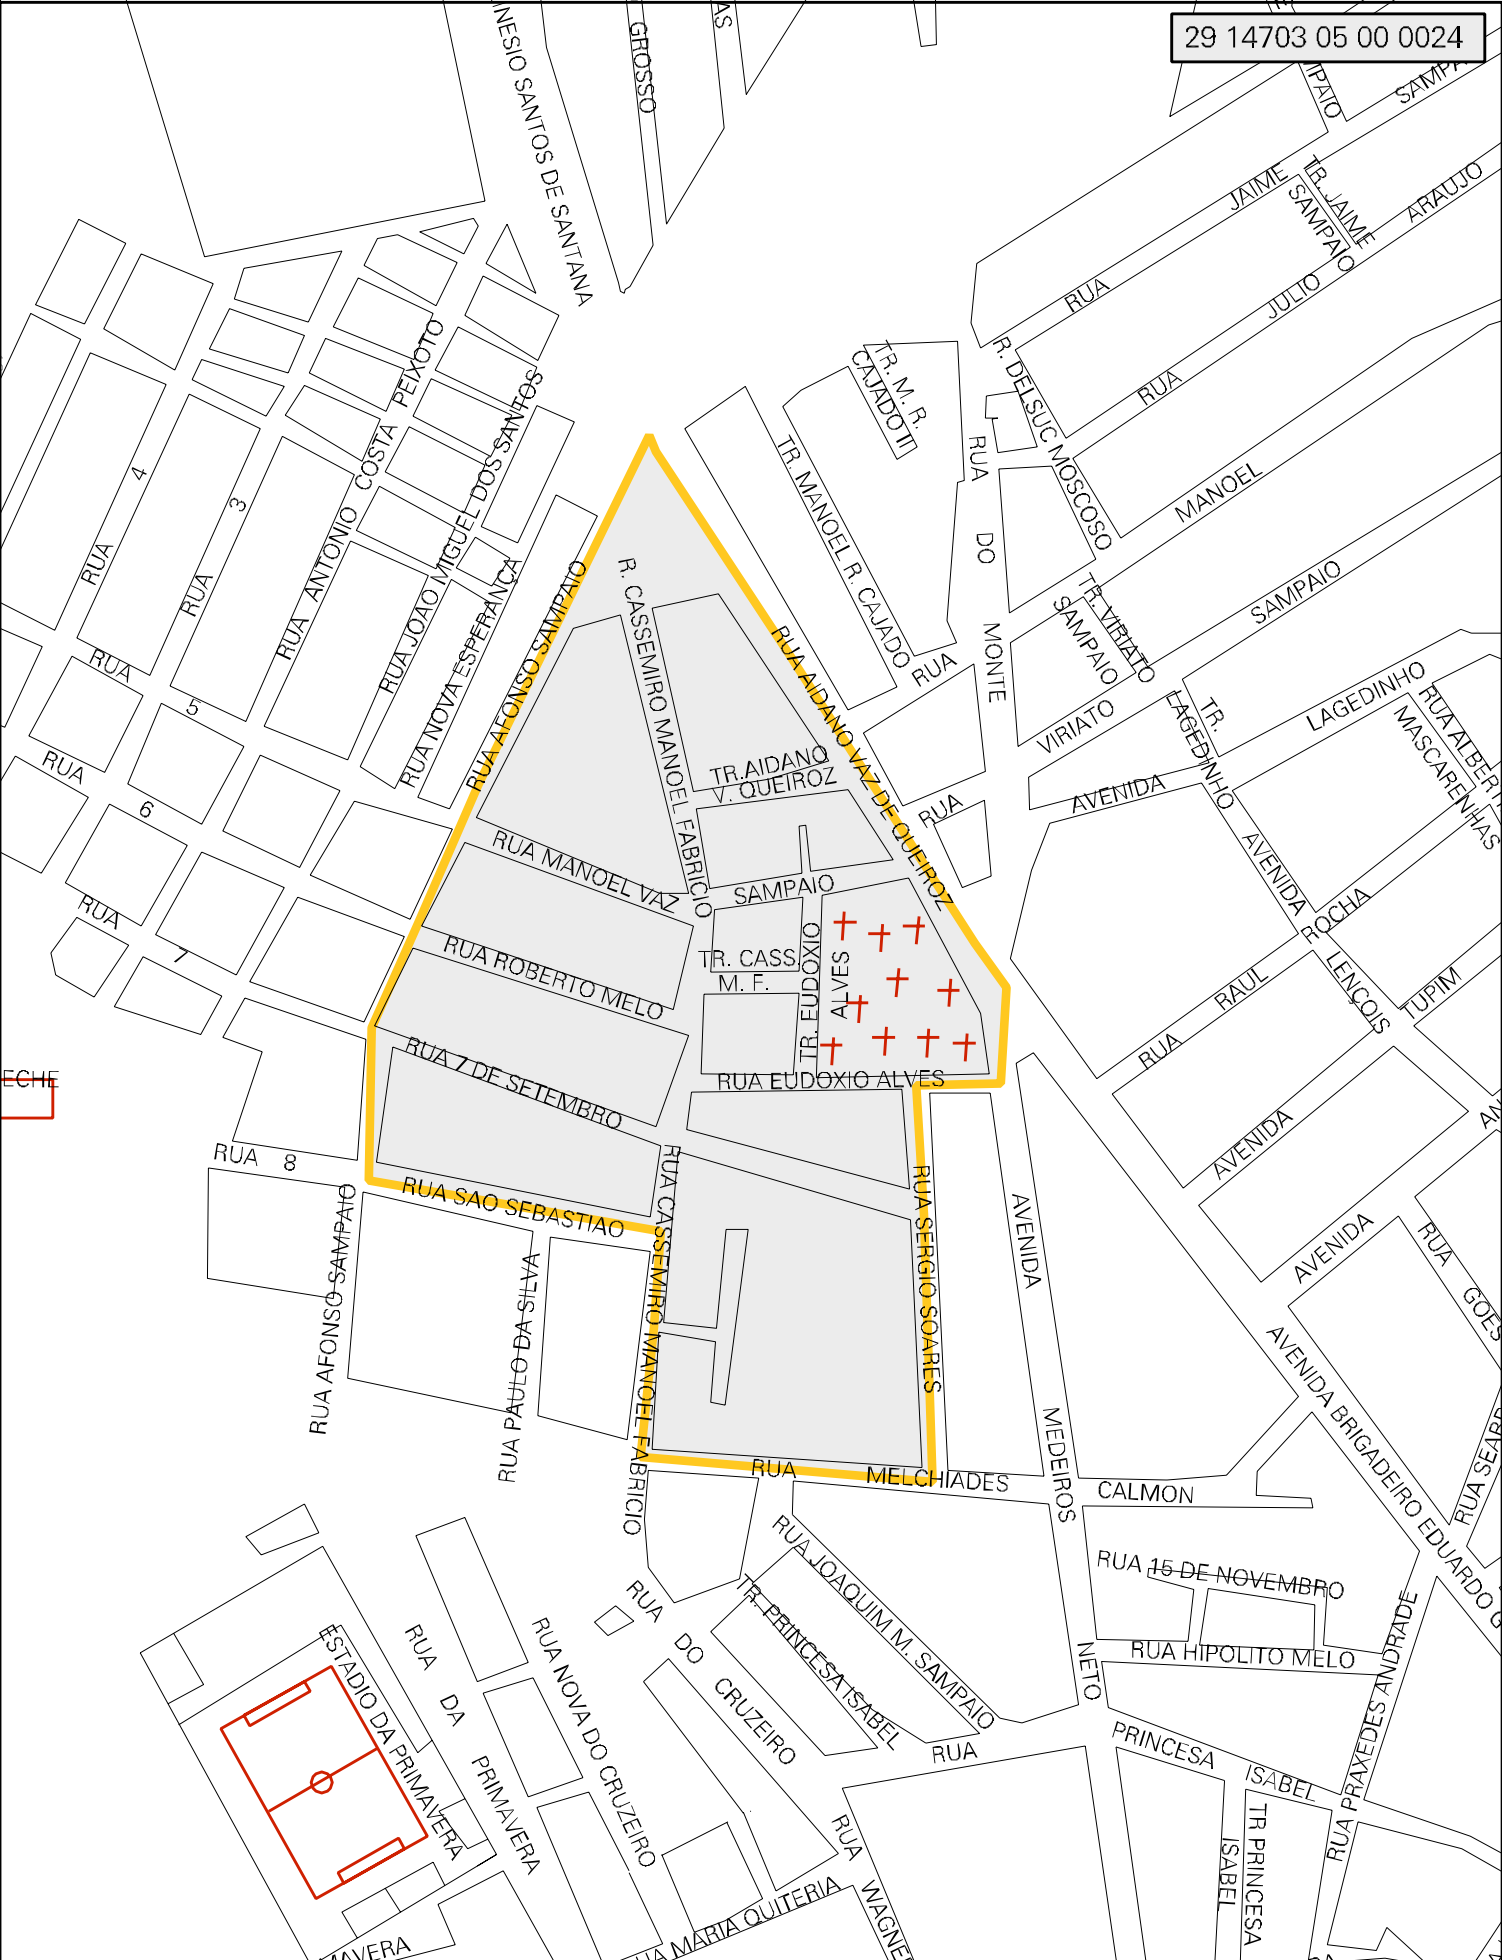 29 14703 05 00 0024
NESIO SANTOS DE SANTANA
GROSSO
AS
SAMPA
MPAIO
JAIME
TR. JAIME
SAMPAIO
ARAUJO
RUA
JULIO
RUA
R. DELSUC MOSCOSO
TR. M. R.
CAJADO II
TR. MANOEL R. CAJADO
RUA
DO
MONTE
MANOEL
SAMPAIO
TR. VIRIATO
SAMPAIO
VIRIATO
RUA
RUA
AVENIDA
TR.
LAGEDINHO
LAGEDINHO
RUA ALBERT
MASCARENHAS
AVENIDA
LENÇOIS
ROCHA
RAUL
RUA
TUPIM
AVENIDA
AN
AVENIDA
RUA
GOES
4
3
RUA
RUA
RUA ANTONIO COSTA PEIXOTO
RUA JOAO MIGUEL DOS SANTOS
RUA NOVA ESPERANCA
RUA AFONSO SAMPAIO
RUA
5
RUA
6
RUA
7
ECHE
RUA 8
R. CASSEMIRO MANOEL FABRICIO
RUA AIDANO VAZ DE QUEIROZ
TR.AIDANO
V. QUEIROZ
RUA MANOEL VAZ
SAMPAIO
RUA ROBERTO MELO
TR. CASS.
M. F.
TR. EUDOXIO
ALVES
RUA 7 DE SETEMBRO
RUA EUDOXIO ALVES
RUA SAO SEBASTIAO
RUA CASSEMIRO MANOEL FABRICIO
RUA SERGIO SOARES
AVENIDA
MEDEIROS
NETO
RUA AFONSO SAMPAIO
RUA PAULO DA SILVA
RUA
MELCHIADES
CALMON
AVENIDA BRIGADEIRO EDUARDO G
RUA SEABR
RUA 15 DE NOVEMBRO
RUA HIPOLITO MELO
RUA PRAXEDES ANDRADE
RUA JOAQUIM M. SAMPAIO
TR. PRINCESA ISABEL
RUA
DO
CRUZEIRO
RUA NOVA DO CRUZEIRO
RUA
DA
PRIMAVERA
ESTADIO DA PRIMAVERA
RUA
PRINCESA
ISABEL
TR PRINCESA
ISABEL
RUA
WAGNE
UA MARIA QUITERIA
MAVERA